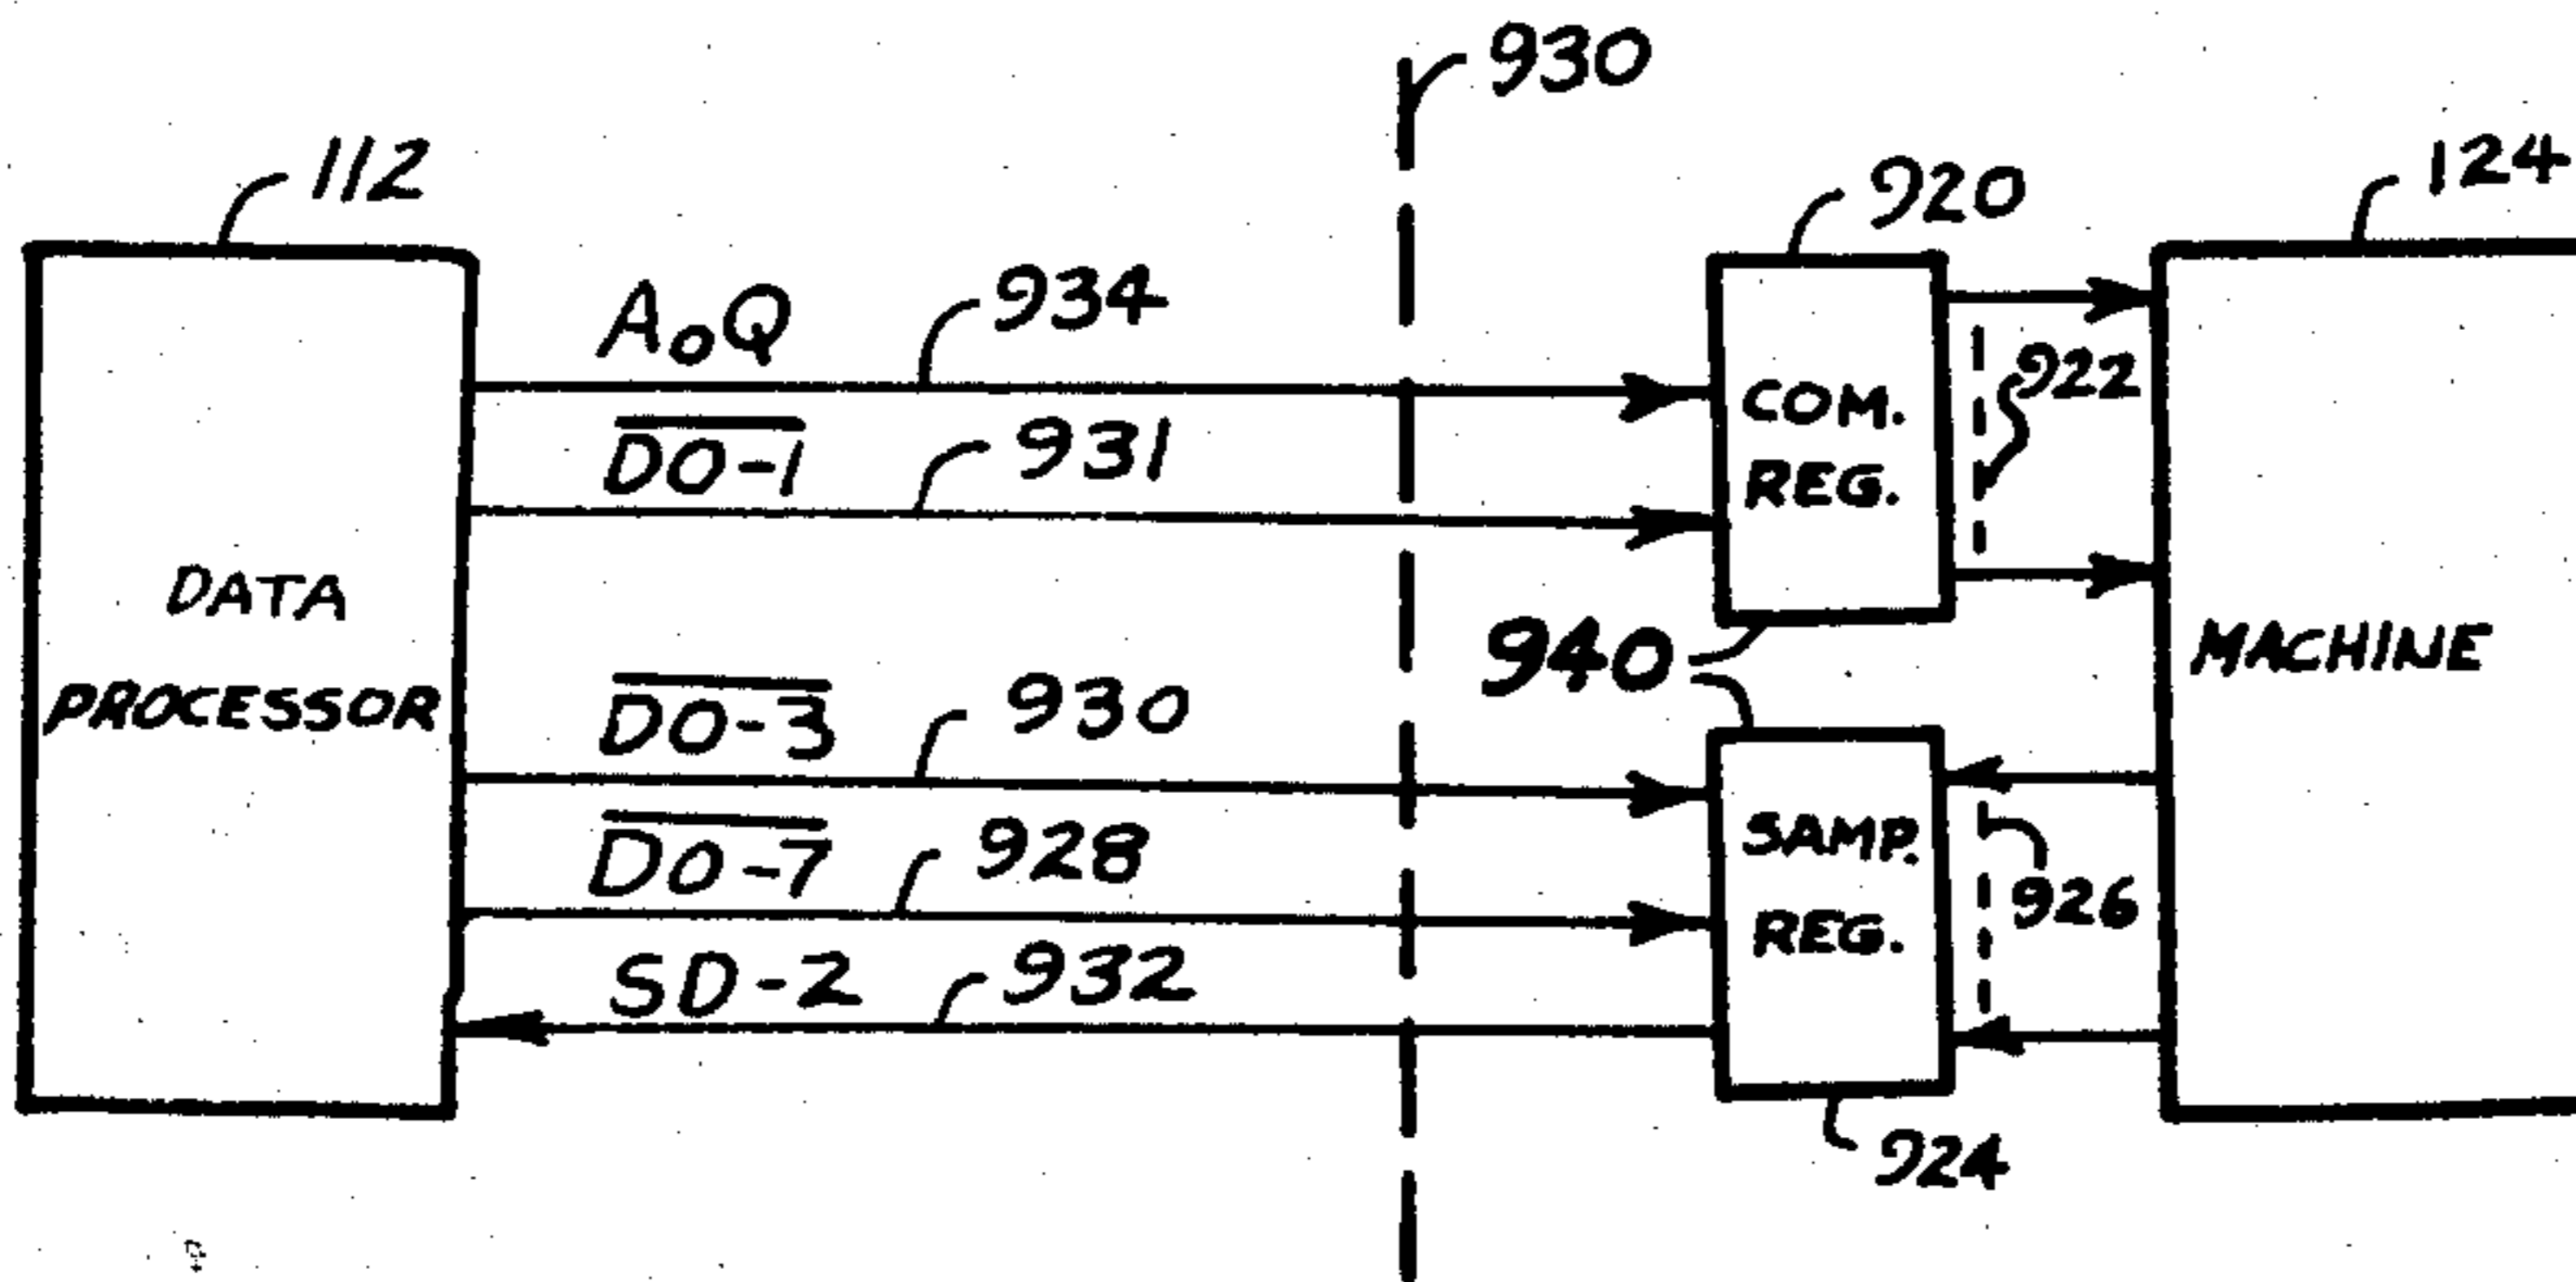 930
112
920
124
A₀Q
934
D̅O̅-̅1̅
931
COM.
REG.
922
DATA
PROCESSOR
940
MACHINE
D̅O̅-̅3̅
930
D̅O̅-̅7̅
928
SAMP.
REG.
926
SD-2
932
924